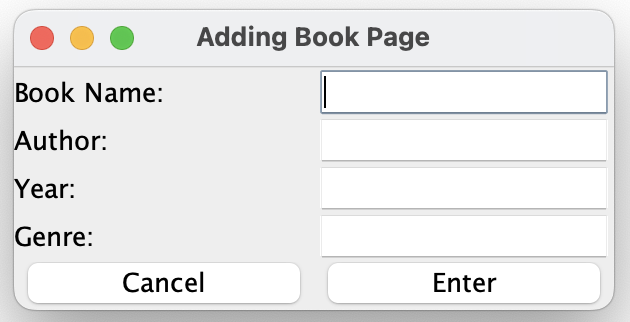 Adding Book Page
Book Name:
Author:
Year:
Genre:
Cancel Enter